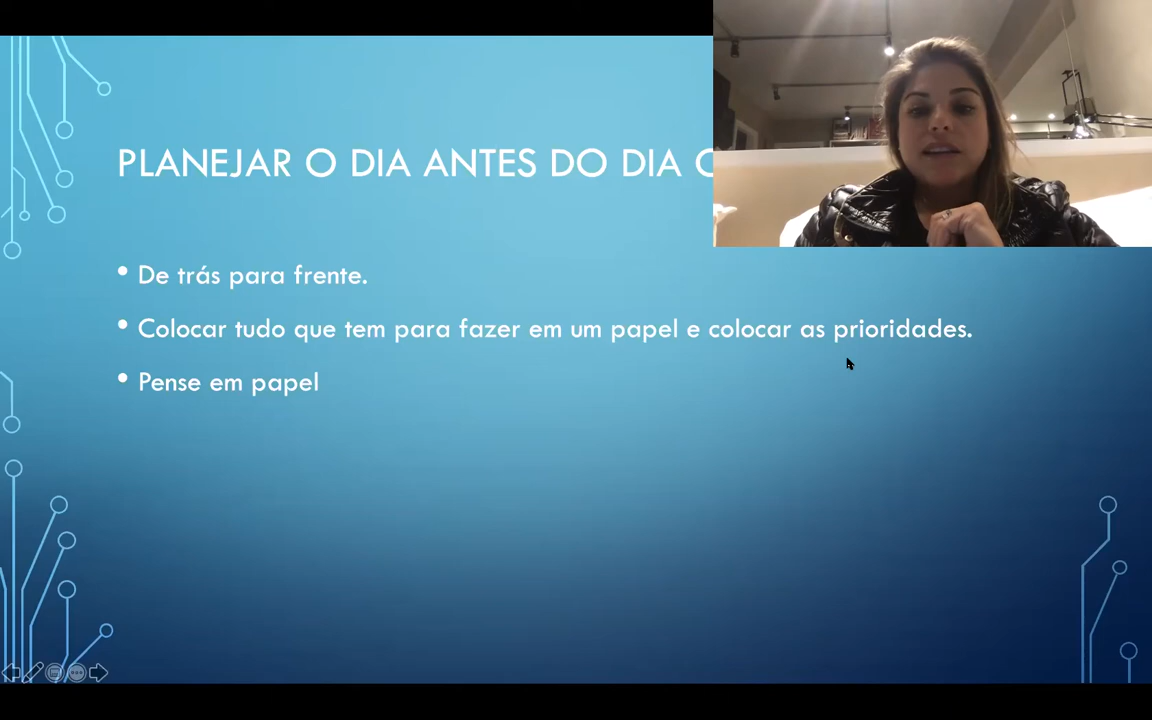 PLANEJAR O DIA ANTES DO DIA
• De trás para frente.
• Colocar tudo que tem para fazer em um papel e colocar as prioridades.
• Pense em papel